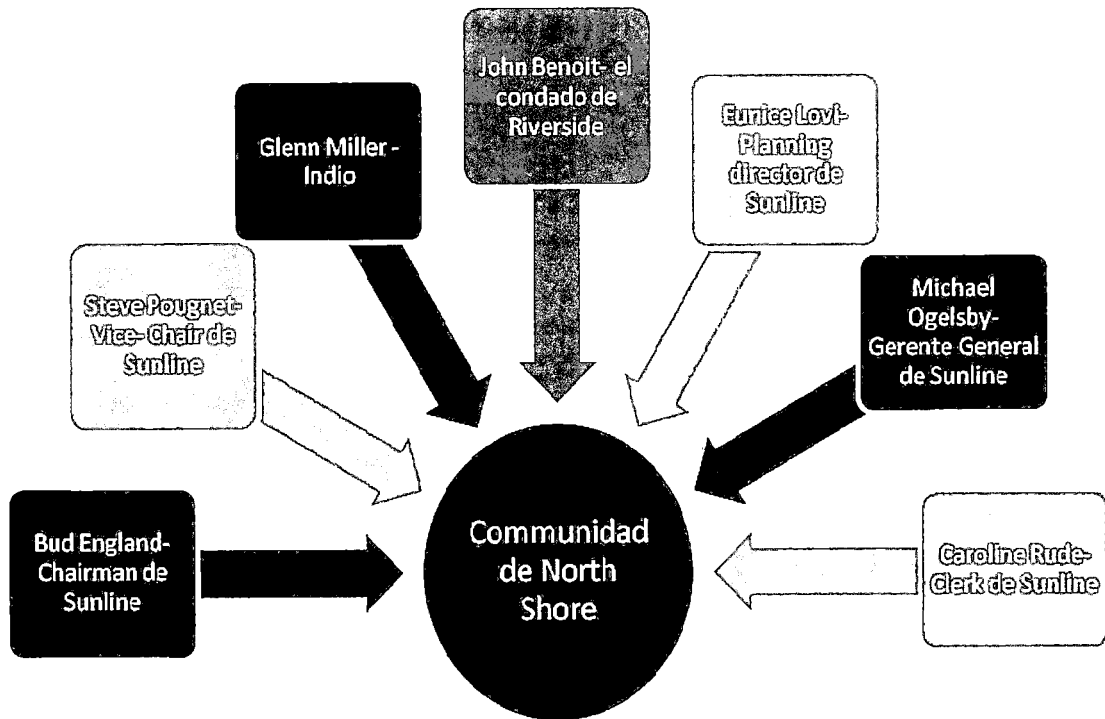 John Benoit- el
condado de
Riverside
Glenn Miller -
Indio
Eunice Lovi-
Planning
director de
Sunline
Steve Pougnet-
Vice- Chair de
Sunline
Michael
Ogelsby-
Gerente General
de Sunline
Bud England-
Chairman de
Sunline
Communidad
de North
Shore
Caroline Rude-
Clerk de Sunline